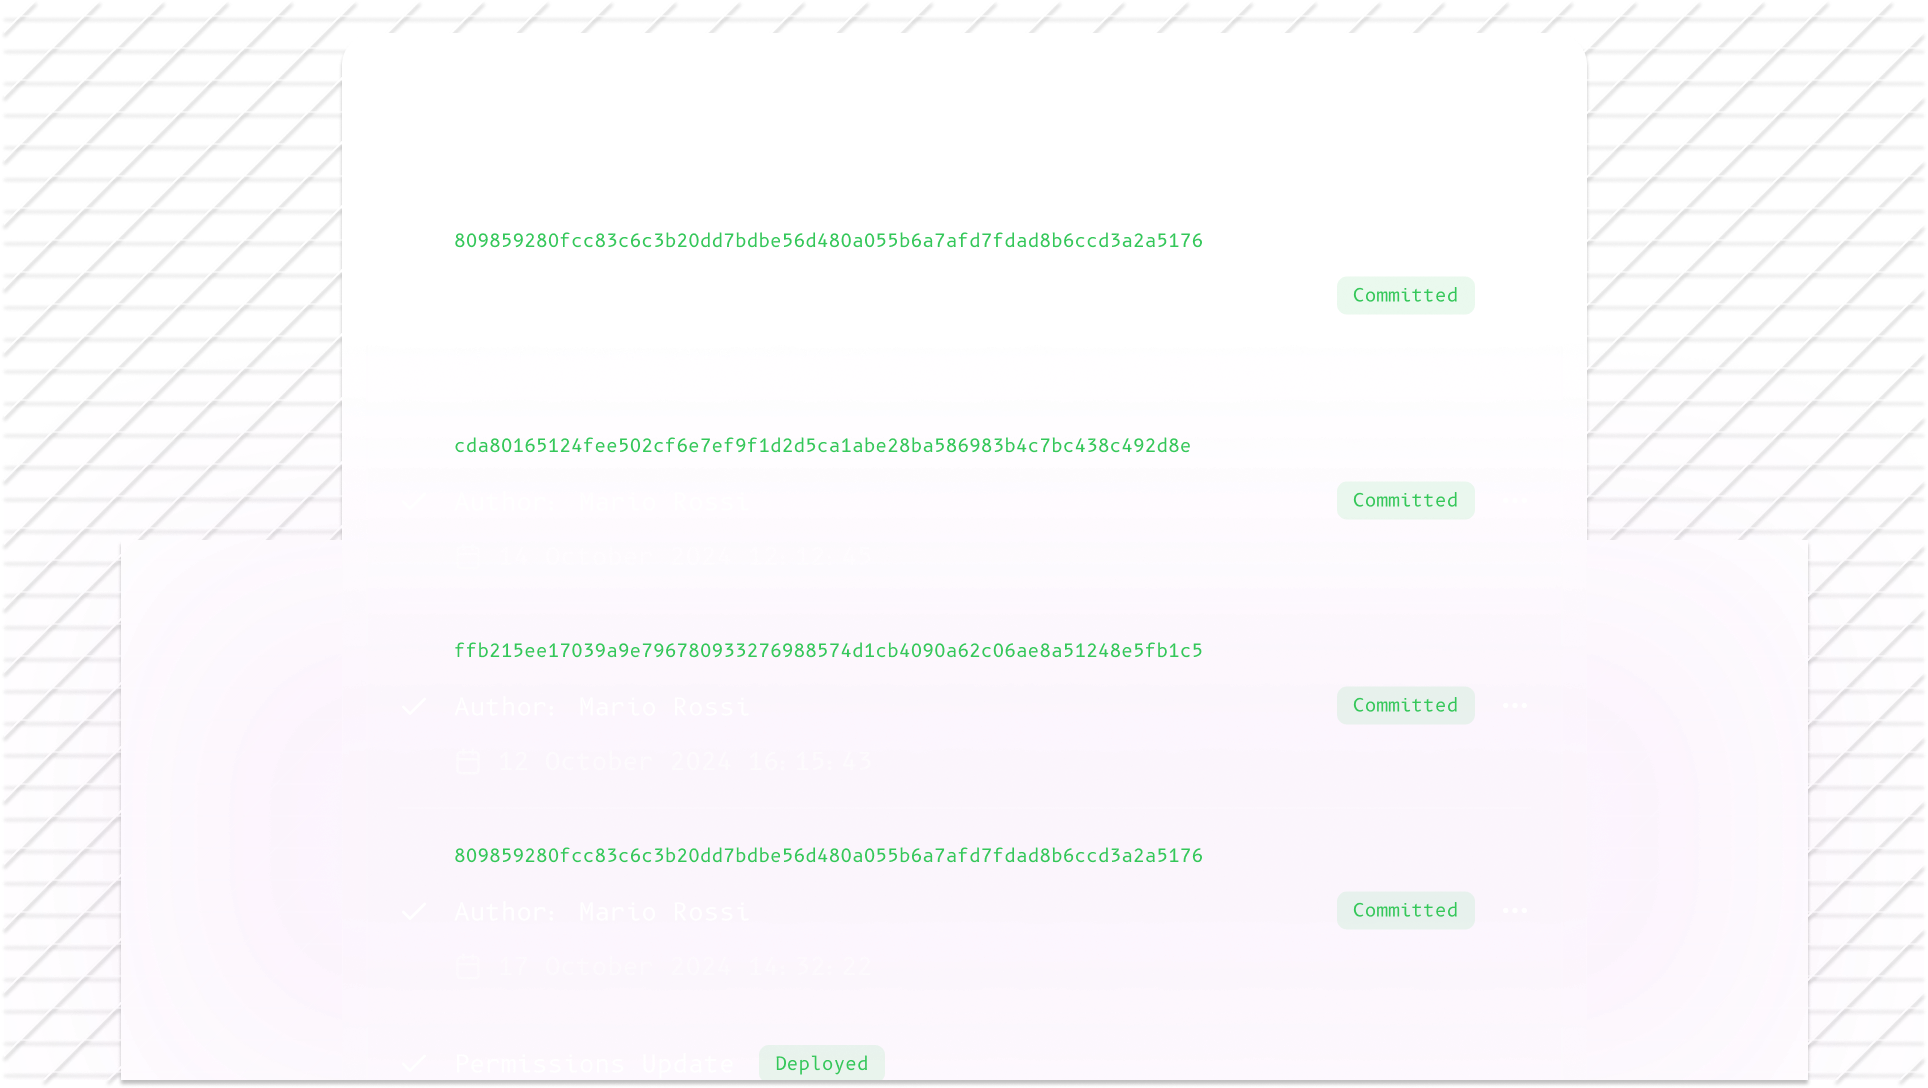 809859280fcc83c6c3b20dd7bdbe56d480a055b6a7afd7fdad8b6ccd3a2a5176
Committed
cda80165124fee502cf6e7ef9f1d2d5ca1abe28ba586983b4c7bc438c492d8e
Committed
ffb215ee17039a9e796780933276988574d1cb4090a62c06ae8a51248e5fb1c5
Author: Mario Rossi Committed
12 October 2024 16:15:43
809859280fcc83c6c3b20dd7bdbe56d480a055b6a7afd7fdad8b6ccd3a2a5176
Author: Mario Rossi Committed
17 October 2024 14:32:22
Permissions Update Deployed